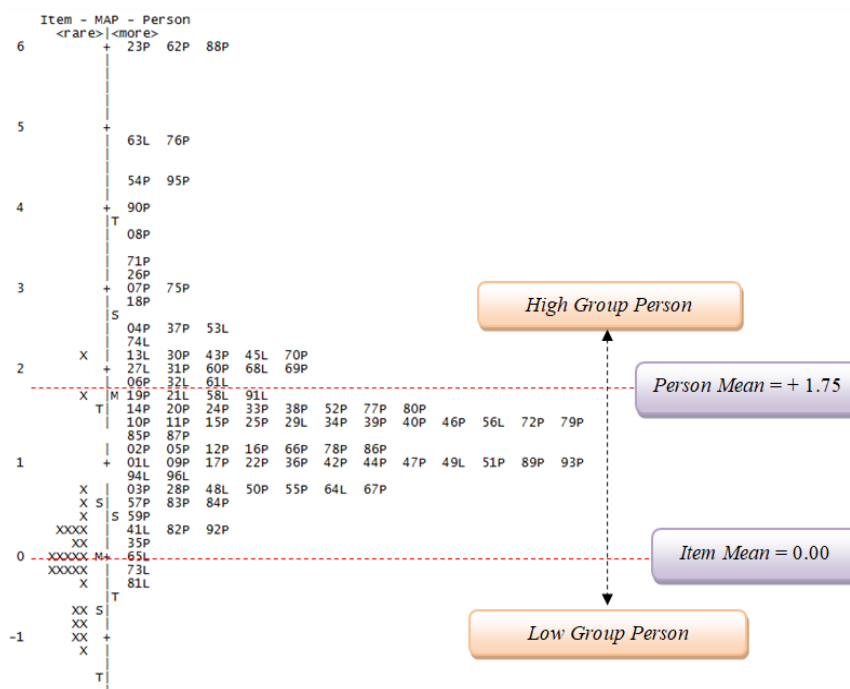 Item - MAP - Person
<rare>|<more>
6 + 23P 62P 88P
|
|
|
|
|
5 +
| 63L 76P
|
|
| 54P 95P
|
4 + 90P
|T
| 08P
|
| 71P
| 26P
3 + 07P 75P
| 18P
|S
| 04P 37P 53L
| 74L
X | 13L 30P 43P 45L 70P
2 + 27L 31P 60P 68L 69P
| 06P 32L 61L
X |M 19P 21L 58L 91L
T| 14P 20P 24P 33P 38P 52P 77P 80P
| 10P 11P 15P 25P 29L 34P 39P 40P 46P 56L 72P 79P
| 85P 87P
| 02P 05P 12P 16P 66P 78P 86P
1 + 01L 09P 17P 22P 36P 42P 44P 47P 49L 51P 89P 93P
| 94L 96L
X | 03P 28P 48L 50P 55P 64L 67P
X S| 57P 83P 84P
X |S 59P
XXXX | 41L 82P 92P
XX | 35P
0 XXXXX M+ 65L
XXXXX | 73L
X | 81L
|T
XX S|
XX |
-1 XX +
X |
|
T|
High Group Person
Person Mean = + 1.75
Item Mean = 0.00
Low Group Person